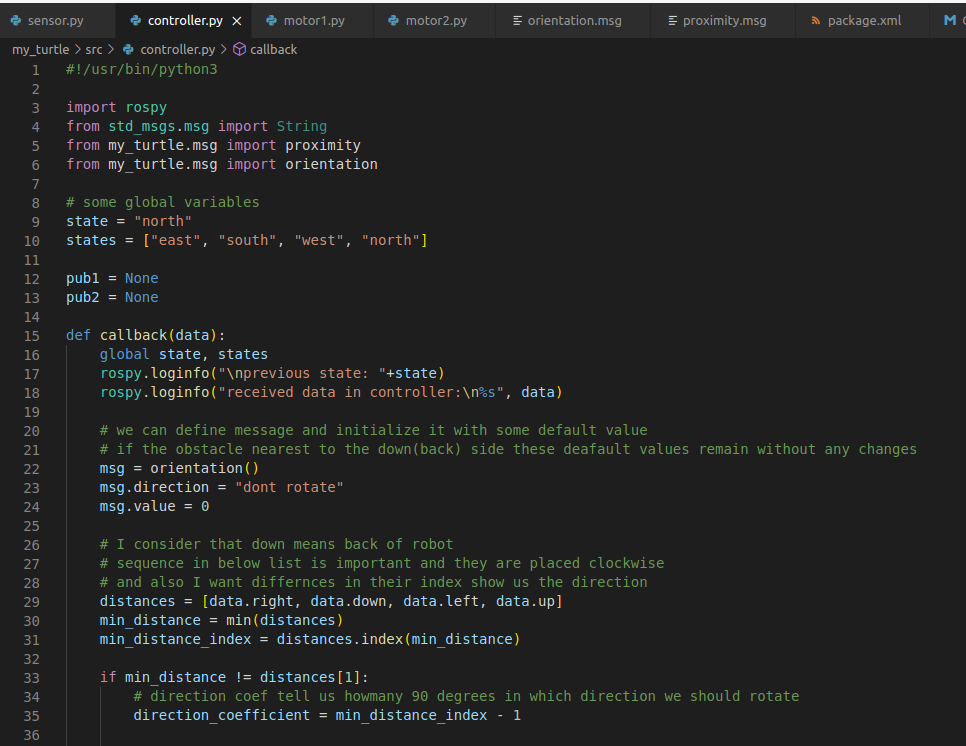 sensor.py controller.py motor1.py motor2.py orientation.msg proximity.msg package.xml
my_turtle > src > controller.py > callback
1 #!/usr/bin/python3
2
3 import rospy
4 from std_msgs.msg import String
5 from my_turtle.msg import proximity
6 from my_turtle.msg import orientation
7
8 # some global variables
9 state = "north"
10 states = ["east", "south", "west", "north"]
11
12 pub1 = None
13 pub2 = None
14
15 def callback(data):
16     global state, states
17     rospy.loginfo("\nprevious state: "+state)
18     rospy.loginfo("received data in controller:\n%s", data)
19
20     # we can define message and initialize it with some default value
21     # if the obstacle nearest to the down(back) side these deafault values remain without any changes
22     msg = orientation()
23     msg.direction = "dont rotate"
24     msg.value = 0
25
26     # I consider that down means back of robot
27     # sequence in below list is important and they are placed clockwise
28     # and also I want differnces in their index show us the direction
29     distances = [data.right, data.down, data.left, data.up]
30     min_distance = min(distances)
31     min_distance_index = distances.index(min_distance)
32
33     if min_distance != distances[1]:
34         # direction coef tell us howmany 90 degrees in which direction we should rotate
35         direction_coefficient = min_distance_index - 1
36